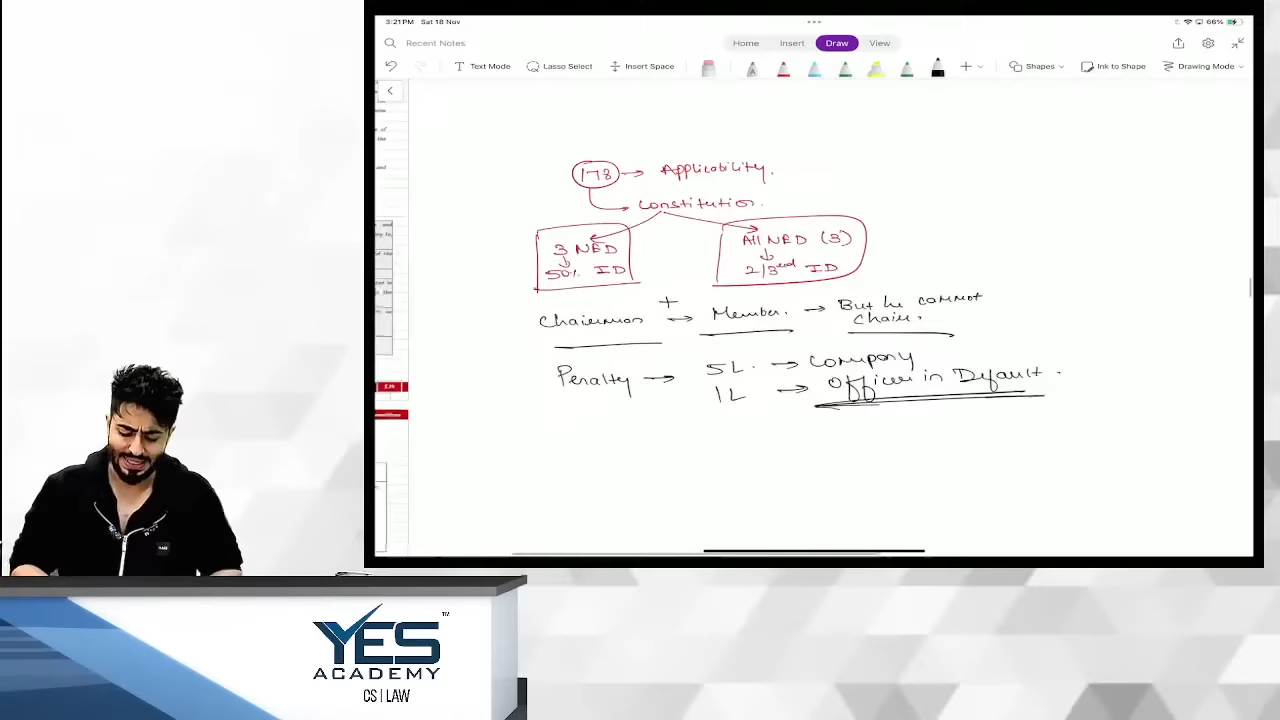 3:21 PM Sat 18 Nov
66%
Recent Notes
Home Insert Draw View
Text Mode Lasso Select Insert Space
Shapes Ink to Shape Drawing Mode
178 → Applicability.
Constitution.
3 NED
50% ID
All NED (3)
2/3rd ID
+
Chairman ↔ Member. → But he cannot
Chair.
Penalty → 5L. → Company
1L → Officer in Default.
YES
ACADEMY
CS | LAW
TM